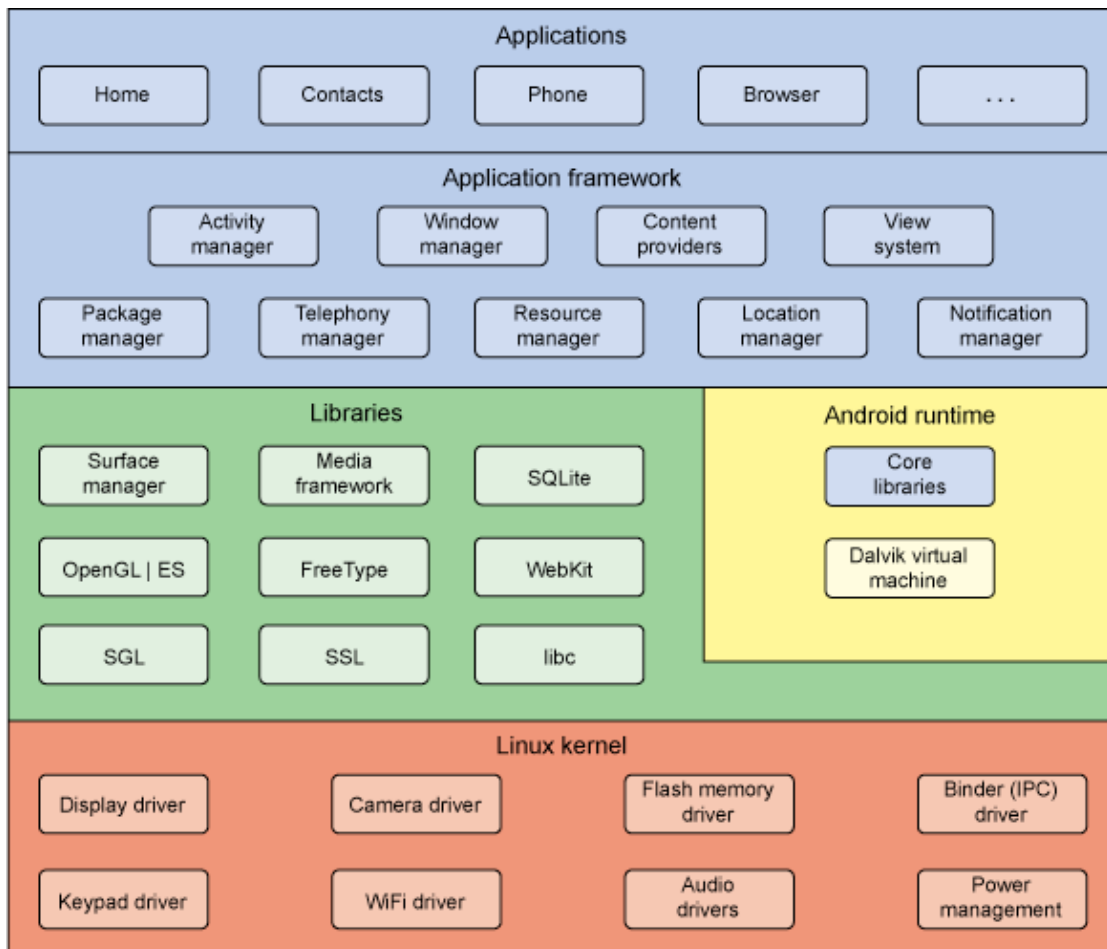 Applications
Home
Contacts
Phone
Browser
. . .
Application framework
Activity
manager
Window
manager
Content
providers
View
system
Package
manager
Telephony
manager
Resource
manager
Location
manager
Notification
manager
Libraries
Surface
manager
Media
framework
SQLite
OpenGL | ES
FreeType
WebKit
SGL
SSL
libc
Android runtime
Core
libraries
Dalvik virtual
machine
Linux kernel
Display driver
Camera driver
Flash memory
driver
Binder (IPC)
driver
Keypad driver
WiFi driver
Audio
drivers
Power
management